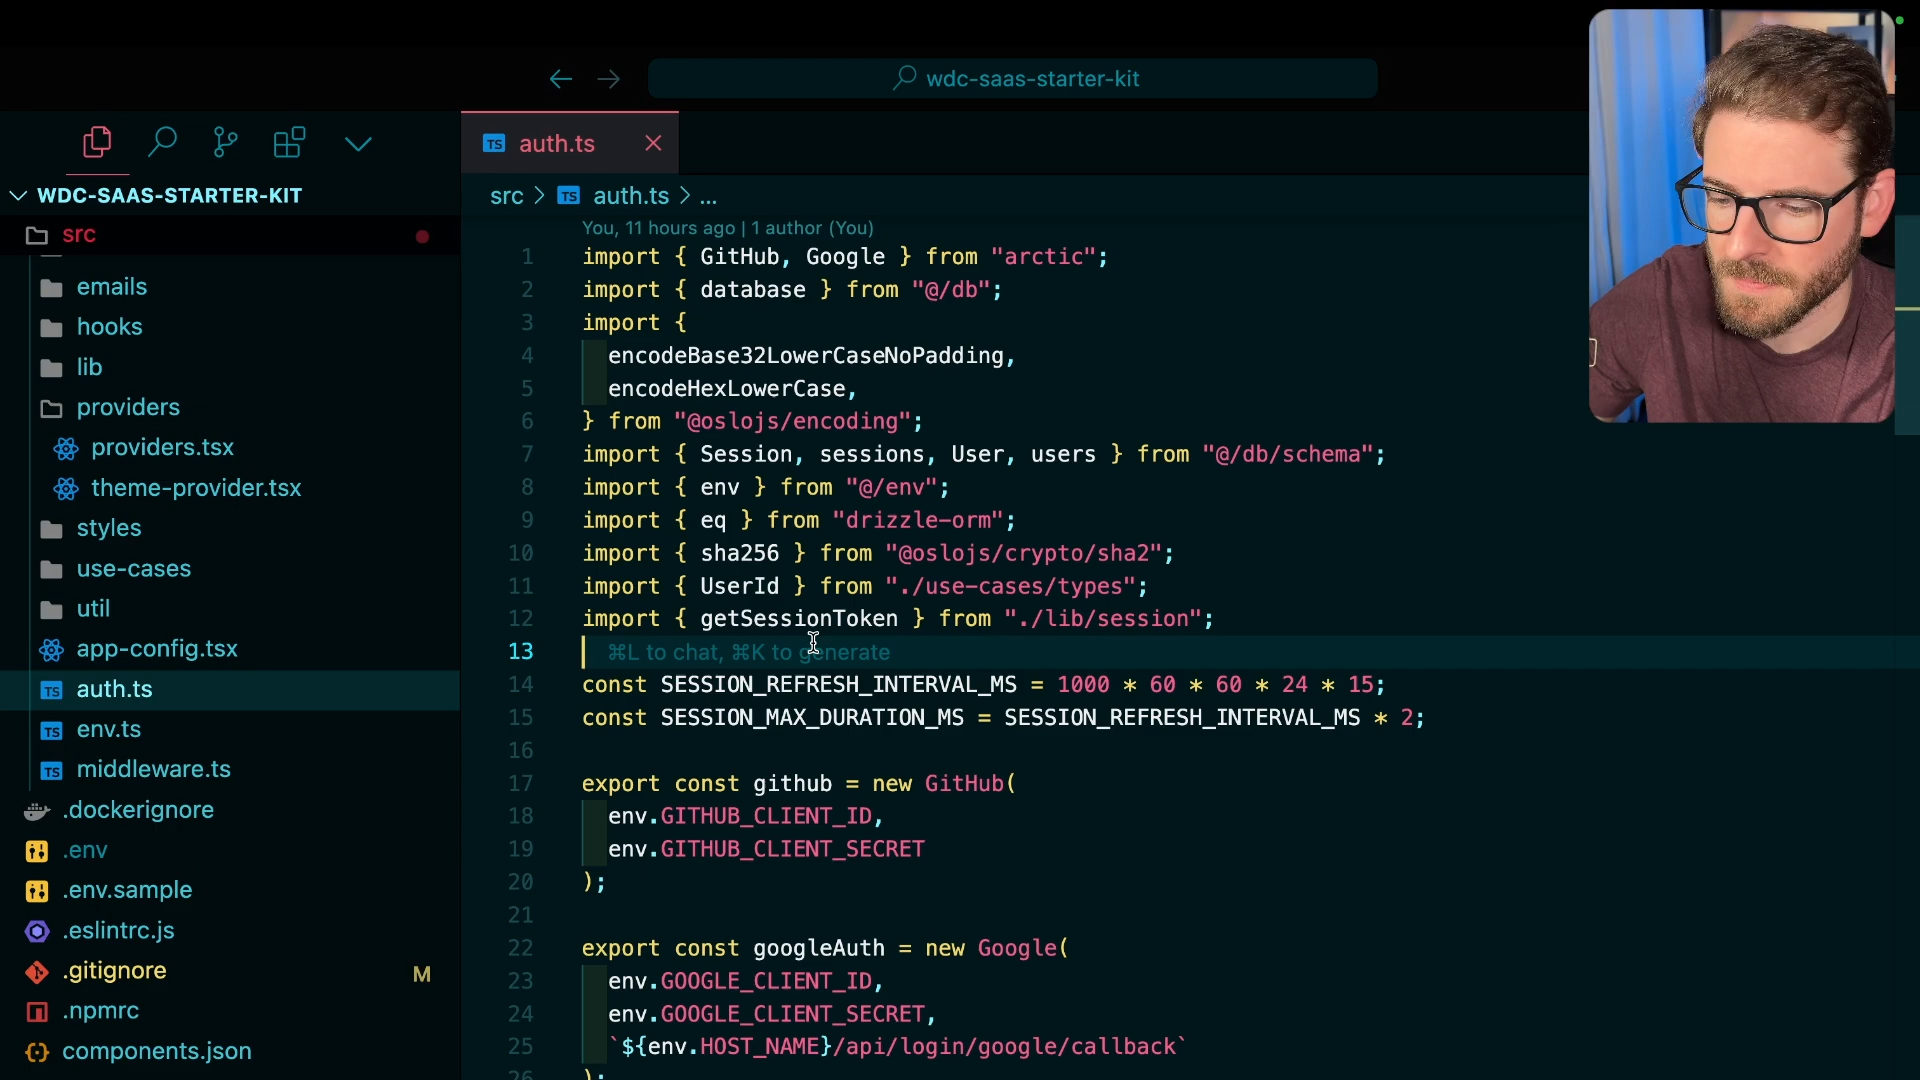 wdc-saas-starter-kit
WDC-SAAS-STARTER-KIT
src
emails
hooks
lib
providers
providers.tsx
theme-provider.tsx
styles
use-cases
util
app-config.tsx
TS auth.ts
TS env.ts
TS middleware.ts
.dockerignore
.env
.env.sample
.eslintrc.js
.gitignore M
.npmrc
components.json
TS auth.ts
src > TS auth.ts > ...
You, 11 hours ago | 1 author (You)
1 import { GitHub, Google } from "arctic";
2 import { database } from "@/db";
3 import {
4 encodeBase32LowerCaseNoPadding,
5 encodeHexLowerCase,
6 } from "@oslojs/encoding";
7 import { Session, sessions, User, users } from "@/db/schema";
8 import { env } from "@/env";
9 import { eq } from "drizzle-orm";
10 import { sha256 } from "@oslojs/crypto/sha2";
11 import { UserId } from "./use-cases/types";
12 import { getSessionToken } from "./lib/session";
13 ⌘L to chat, ⌘K to generate
14 const SESSION_REFRESH_INTERVAL_MS = 1000 * 60 * 60 * 24 * 15;
15 const SESSION_MAX_DURATION_MS = SESSION_REFRESH_INTERVAL_MS * 2;
16
17 export const github = new GitHub(
18 env.GITHUB_CLIENT_ID,
19 env.GITHUB_CLIENT_SECRET
20 );
21
22 export const googleAuth = new Google(
23 env.GOOGLE_CLIENT_ID,
24 env.GOOGLE_CLIENT_SECRET,
25 `${env.HOST_NAME}/api/login/google/callback`
26 );